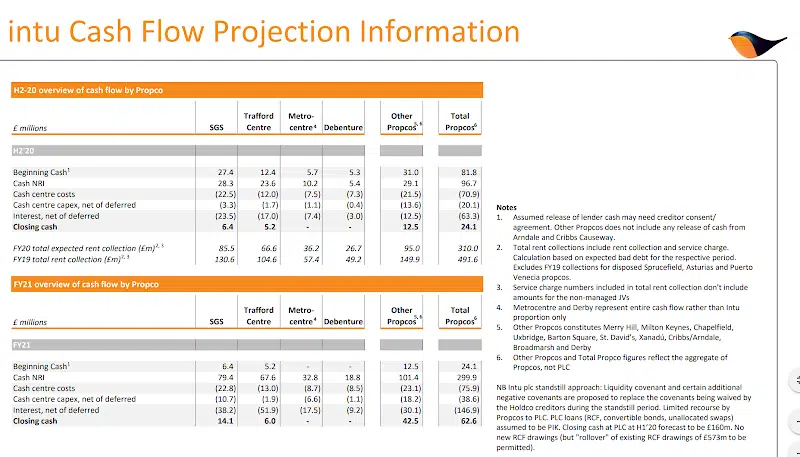 intu Cash Flow Projection Information
H2-20 overview of cash flow by Propco
£ millions SGS Trafford Centre Metro-centre⁴ Debenture Other Propcos⁵,⁶ Total Propcos⁶
H2'20
Beginning Cash¹ 27.4 12.4 5.7 5.3 31.0 81.8
Cash NRI 28.3 23.6 10.2 5.4 29.1 96.7
Cash centre costs (22.5) (12.0) (7.5) (7.3) (21.5) (70.9)
Cash centre capex, net of deferred (3.3) (1.7) (1.1) (0.4) (13.6) (20.1)
Interest, net of deferred (23.5) (17.0) (7.4) (3.0) (12.5) (63.3)
Closing cash 6.4 5.2 - - 12.5 24.1
FY20 total expected rent collection (£m)²,³ 85.5 66.6 36.2 26.7 95.0 310.0
FY19 total rent collection (£m)²,³ 130.6 104.6 57.4 49.2 149.9 491.6
FY21 overview of cash flow by Propco
£ millions SGS Trafford Centre Metro-centre⁴ Debenture Other Propcos⁵,⁶ Total Propcos⁶
FY21
Beginning Cash¹ 6.4 5.2 - - 12.5 24.1
Cash NRI 79.4 67.6 32.8 18.8 101.4 299.9
Cash centre costs (22.8) (13.0) (8.7) (8.5) (23.1) (75.9)
Cash centre capex, net of deferred (10.7) (1.9) (6.6) (1.1) (18.2) (38.6)
Interest, net of deferred (38.2) (51.9) (17.5) (9.2) (30.1) (146.9)
Closing cash 14.1 6.0 - - 42.5 62.6
Notes
1. Assumed release of lender cash may need creditor consent/
agreement. Other Propcos does not include any release of cash from
Arndale and Cribbs Causeway.
2. Total rent collections include rent collection and service charge.
Calculation based on expected bad debt for the respective period.
Excludes FY19 collections for disposed Sprucefield, Asturias and Puerto
Venecia propcos.
3. Service charge numbers included in total rent collection don't include
amounts for the non-managed JVs
4. Metrocentre and Derby represent entire cash flow rather than Intu
proportion only
5. Other Propcos constitutes Merry Hill, Milton Keynes, Chapelfield,
Uxbridge, Barton Square, St. David's, Xanadú, Cribbs/Arndale,
Broadmarsh and Derby
6. Other Propcos and Total Propco figures reflect the aggregate of
Propcos, not PLC
NB Intu plc standstill approach: Liquidity covenant and certain additional
negative covenants are proposed to replace the covenants being waived by
the Holdco creditors during the standstill period. Limited recourse by
Propcos to PLC. PLC loans (RCF, convertible bonds, unallocated swaps)
assumed to be PIK. Closing cash at PLC at H1'20 forecast to be £160m. No
new RCF drawings (but "rollover" of existing RCF drawings of £573m to be
permitted).